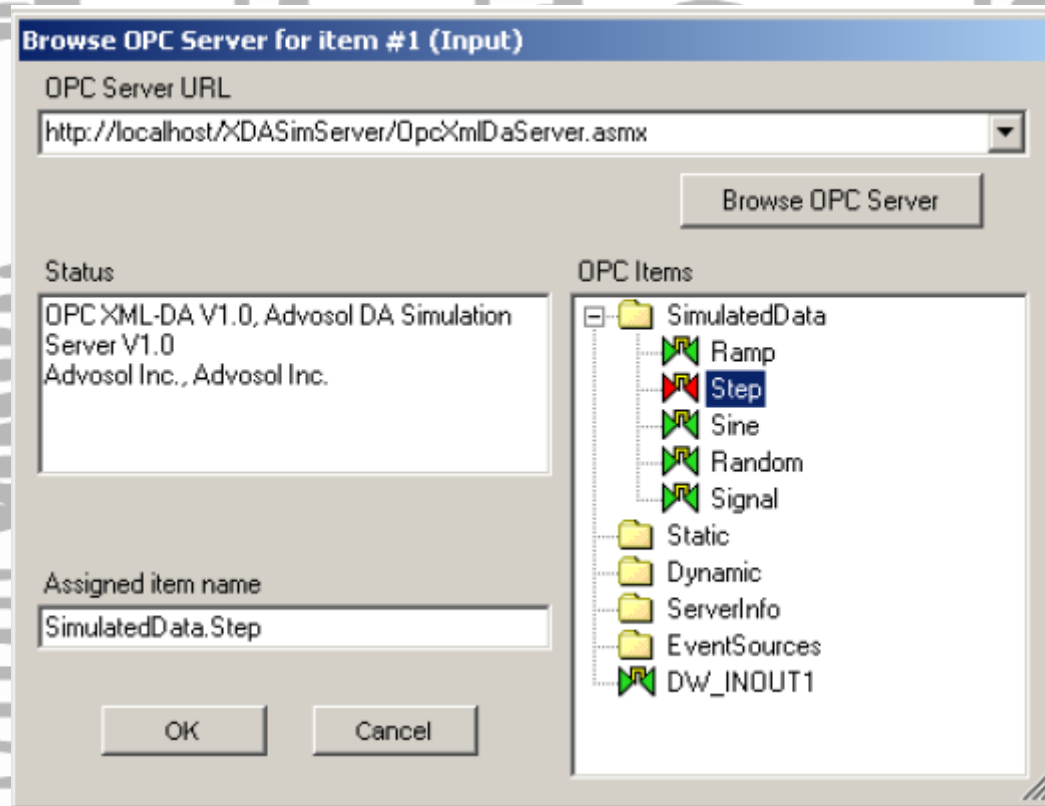 Browse OPC Server for item #1 (Input)
OPC Server URL
http://localhost/XDASimServer/OpcXmlDaServer.asmx
Browse OPC Server
Status
OPC XML-DA V1.0, Advosol DA Simulation
Server V1.0
Advosol Inc., Advosol Inc.
Assigned item name
SimulatedData.Step
OK
Cancel
OPC Items
SimulatedData
Ramp
Step
Sine
Random
Signal
Static
Dynamic
ServerInfo
EventSources
DW_INOUT1